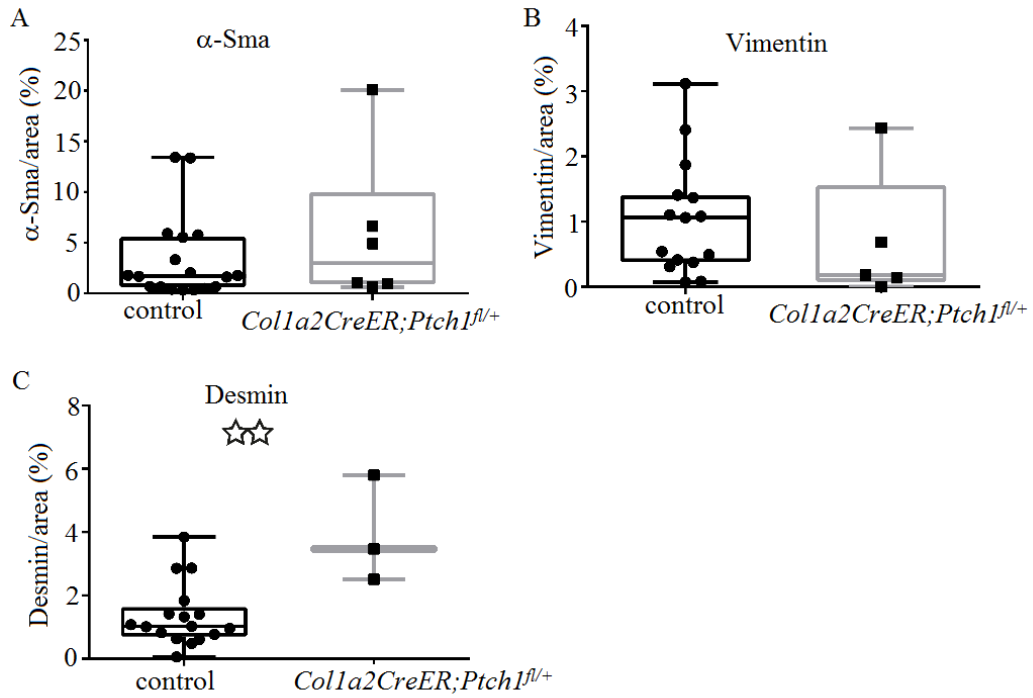 A
α-Sma
α-Sma/area (%)
25
20
15
10
5
0
control
Col1a2CreER;Ptch1fl/+
B
Vimentin
Vimentin/area (%)
4
3
2
1
0
control
Col1a2CreER;Ptch1fl/+
C
Desmin
Desmin/area (%)
8
6
4
2
0
control
Col1a2CreER;Ptch1fl/+